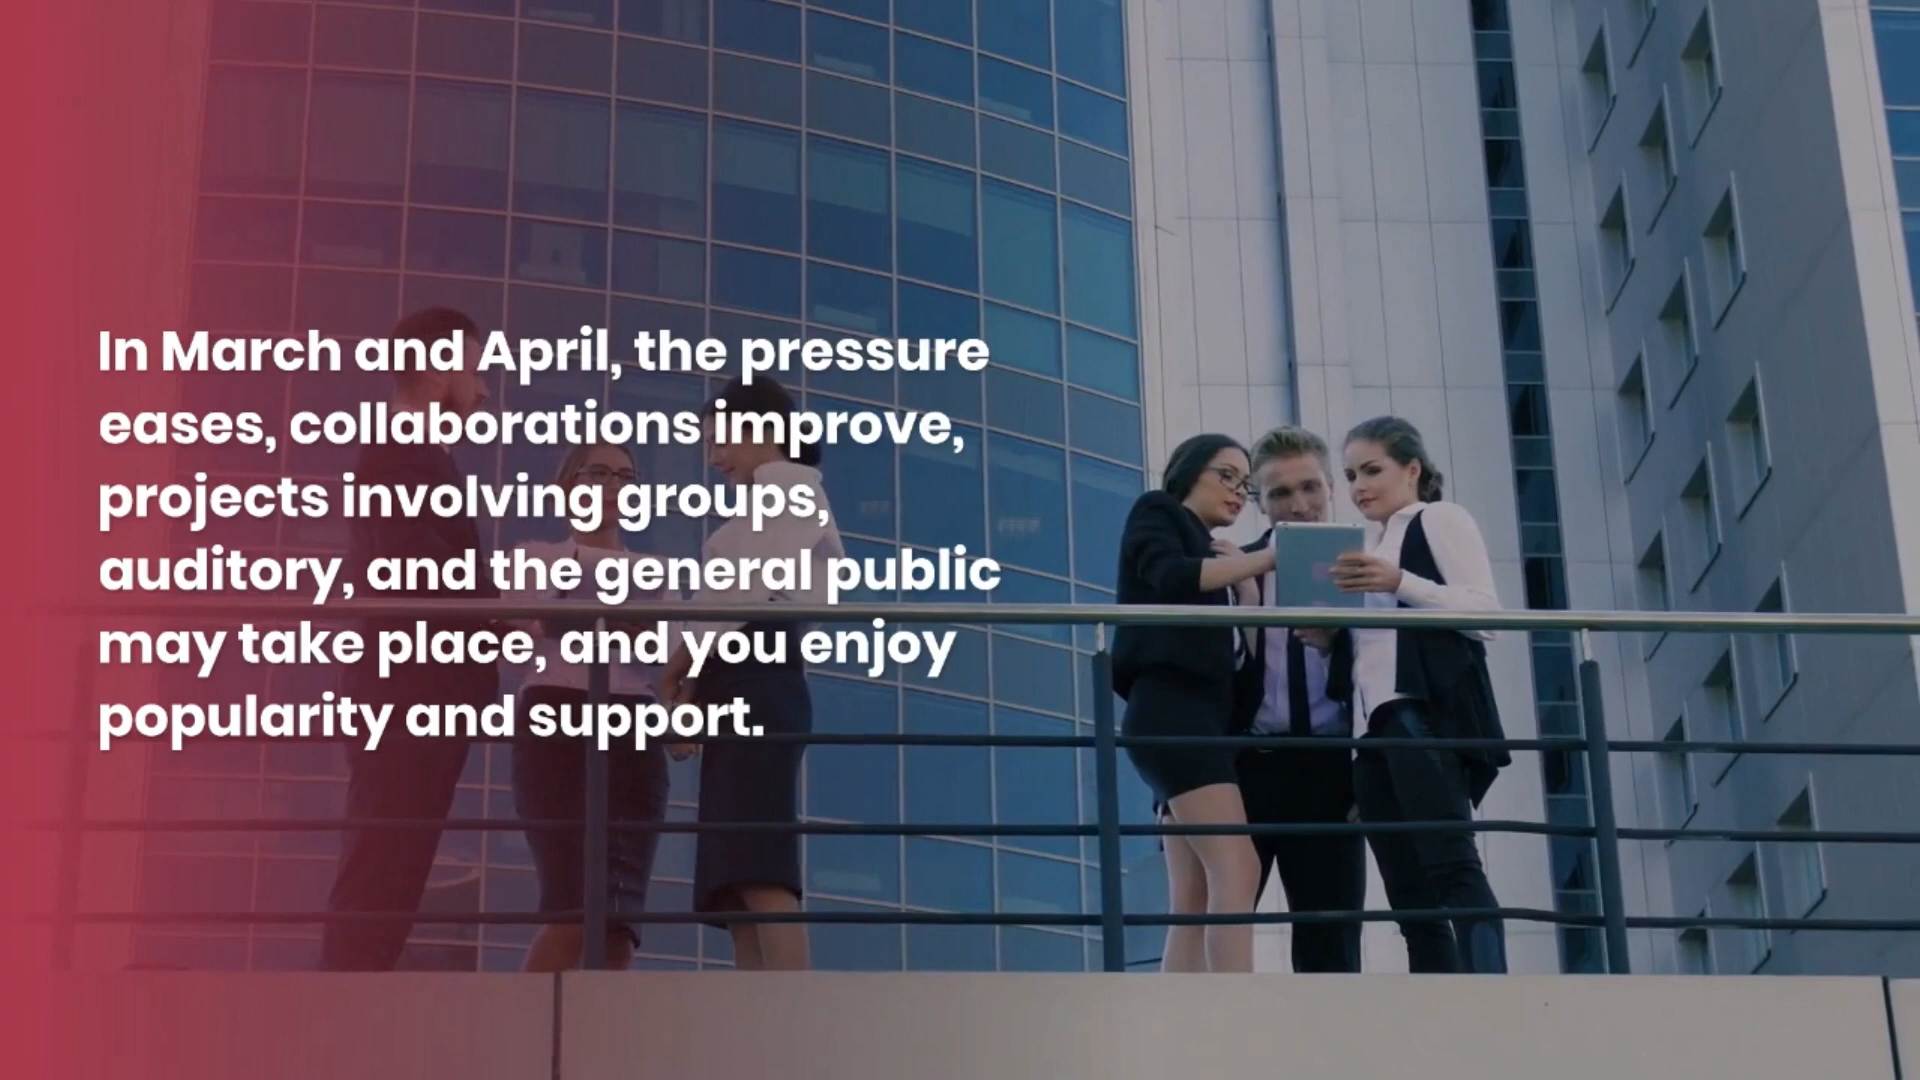 In March and April, the pressure
eases, collaborations improve,
projects involving groups,
auditory, and the general public
may take place, and you enjoy
popularity and support.